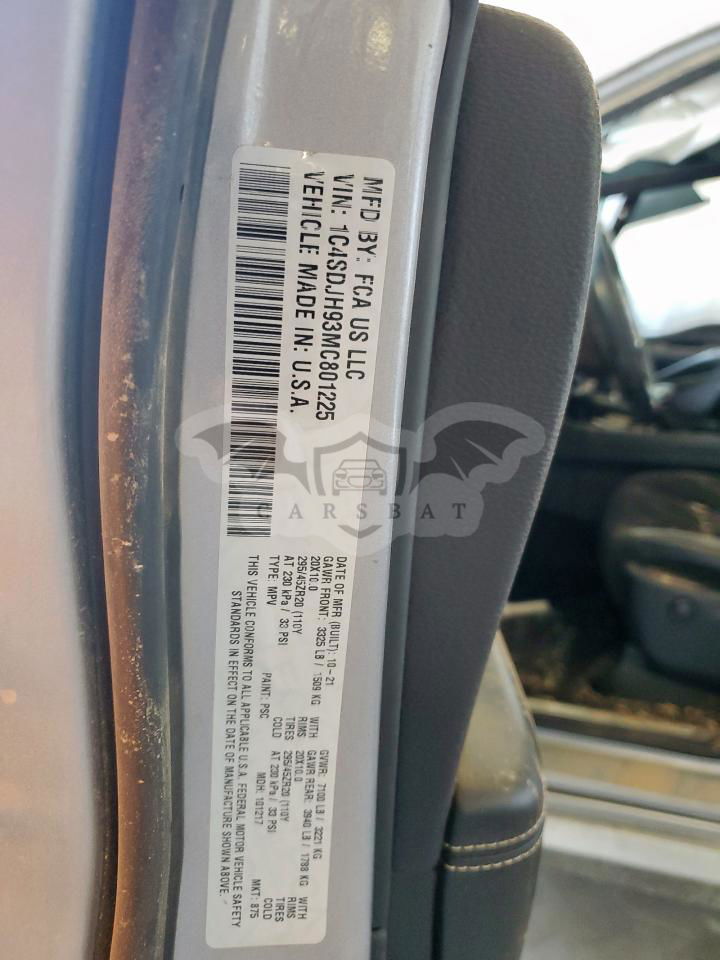 MFD BY: FCA US LLC
VIN: 1C4SDJH93MC801225
VEHICLE MADE IN: U.S.A.
CARSBAT
DATE OF MFR (BUILT): 10-21 GVWR: 7100 LB / 3221 KG
GAWR FRONT: 3325 LB / 1509 KG WITH GAWR REAR: 3940 LB / 1788 KG WITH
20X10.0 RIMS 20X10.0 RIMS
295/45ZR20 (110Y TIRES 295/45ZR20 (110Y TIRES
AT 230 kPa / 33 PSI COLD AT 230 kPa / 33 PSI COLD
TYPE: MPV PAINT: PSC MDH: 101217 MKT: 875
THIS VEHICLE CONFORMS TO ALL APPLICABLE U.S.A. FEDERAL MOTOR VEHICLE SAFETY
STANDARDS IN EFFECT ON THE DATE OF MANUFACTURE SHOWN ABOVE.